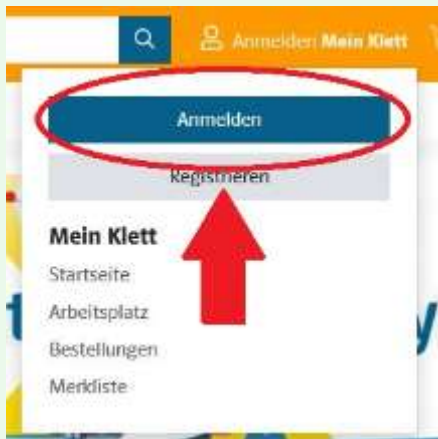 Anmelden Mein Klett
Anmelden
Registrieren
Mein Klett
Startseite
Arbeitsplatz
Bestellungen
Merkliste